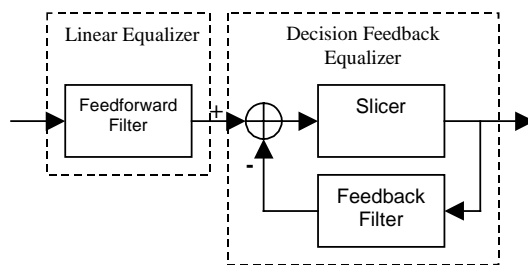 Linear Equalizer
Decision Feedback
Equalizer
Feedforward
Filter
+
Slicer
-
Feedback
Filter